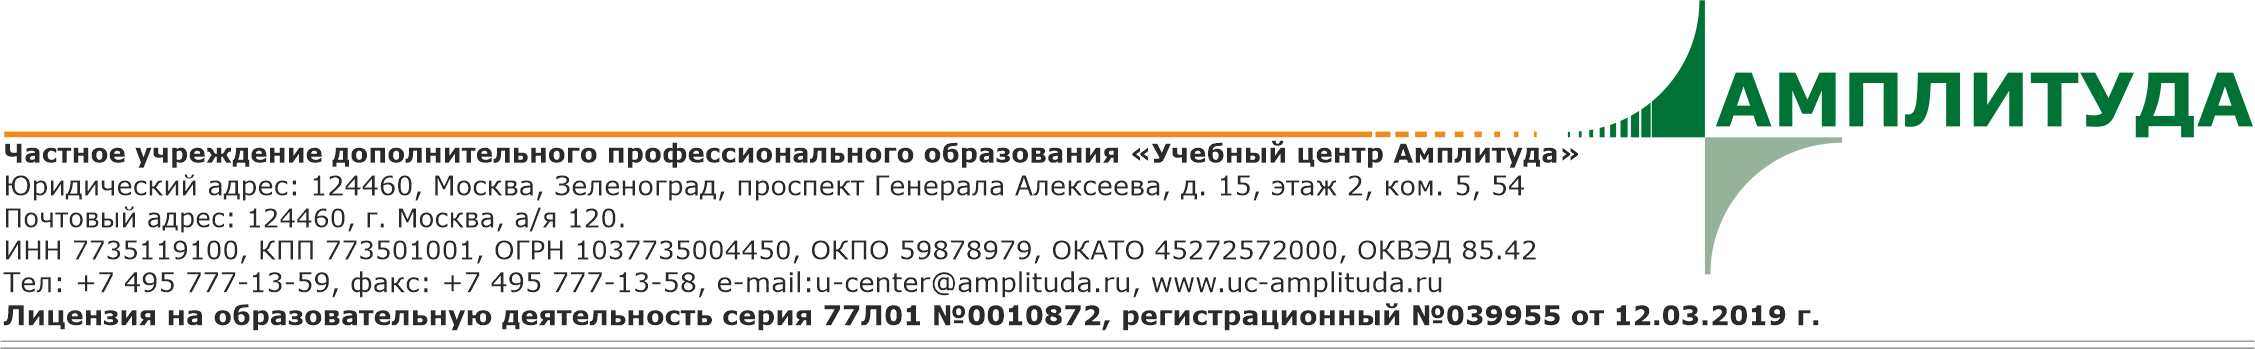 АМПЛИТУДА
Частное учреждение дополнительного профессионального образования «Учебный центр Амплитуда»
Юридический адрес: 124460, Москва, Зеленоград, проспект Генерала Алексеева, д. 15, этаж 2, ком. 5, 54
Почтовый адрес: 124460, г. Москва, а/я 120.
ИНН 7735119100, КПП 773501001, ОГРН 1037735004450, ОКПО 59878979, ОКАТО 45272572000, ОКВЭД 85.42
Тел: +7 495 777-13-59, факс: +7 495 777-13-58, e-mail:u-center@amplituda.ru, www.uc-amplituda.ru
Лицензия на образовательную деятельность серия 77Л01 №0010872, регистрационный №039955 от 12.03.2019 г.